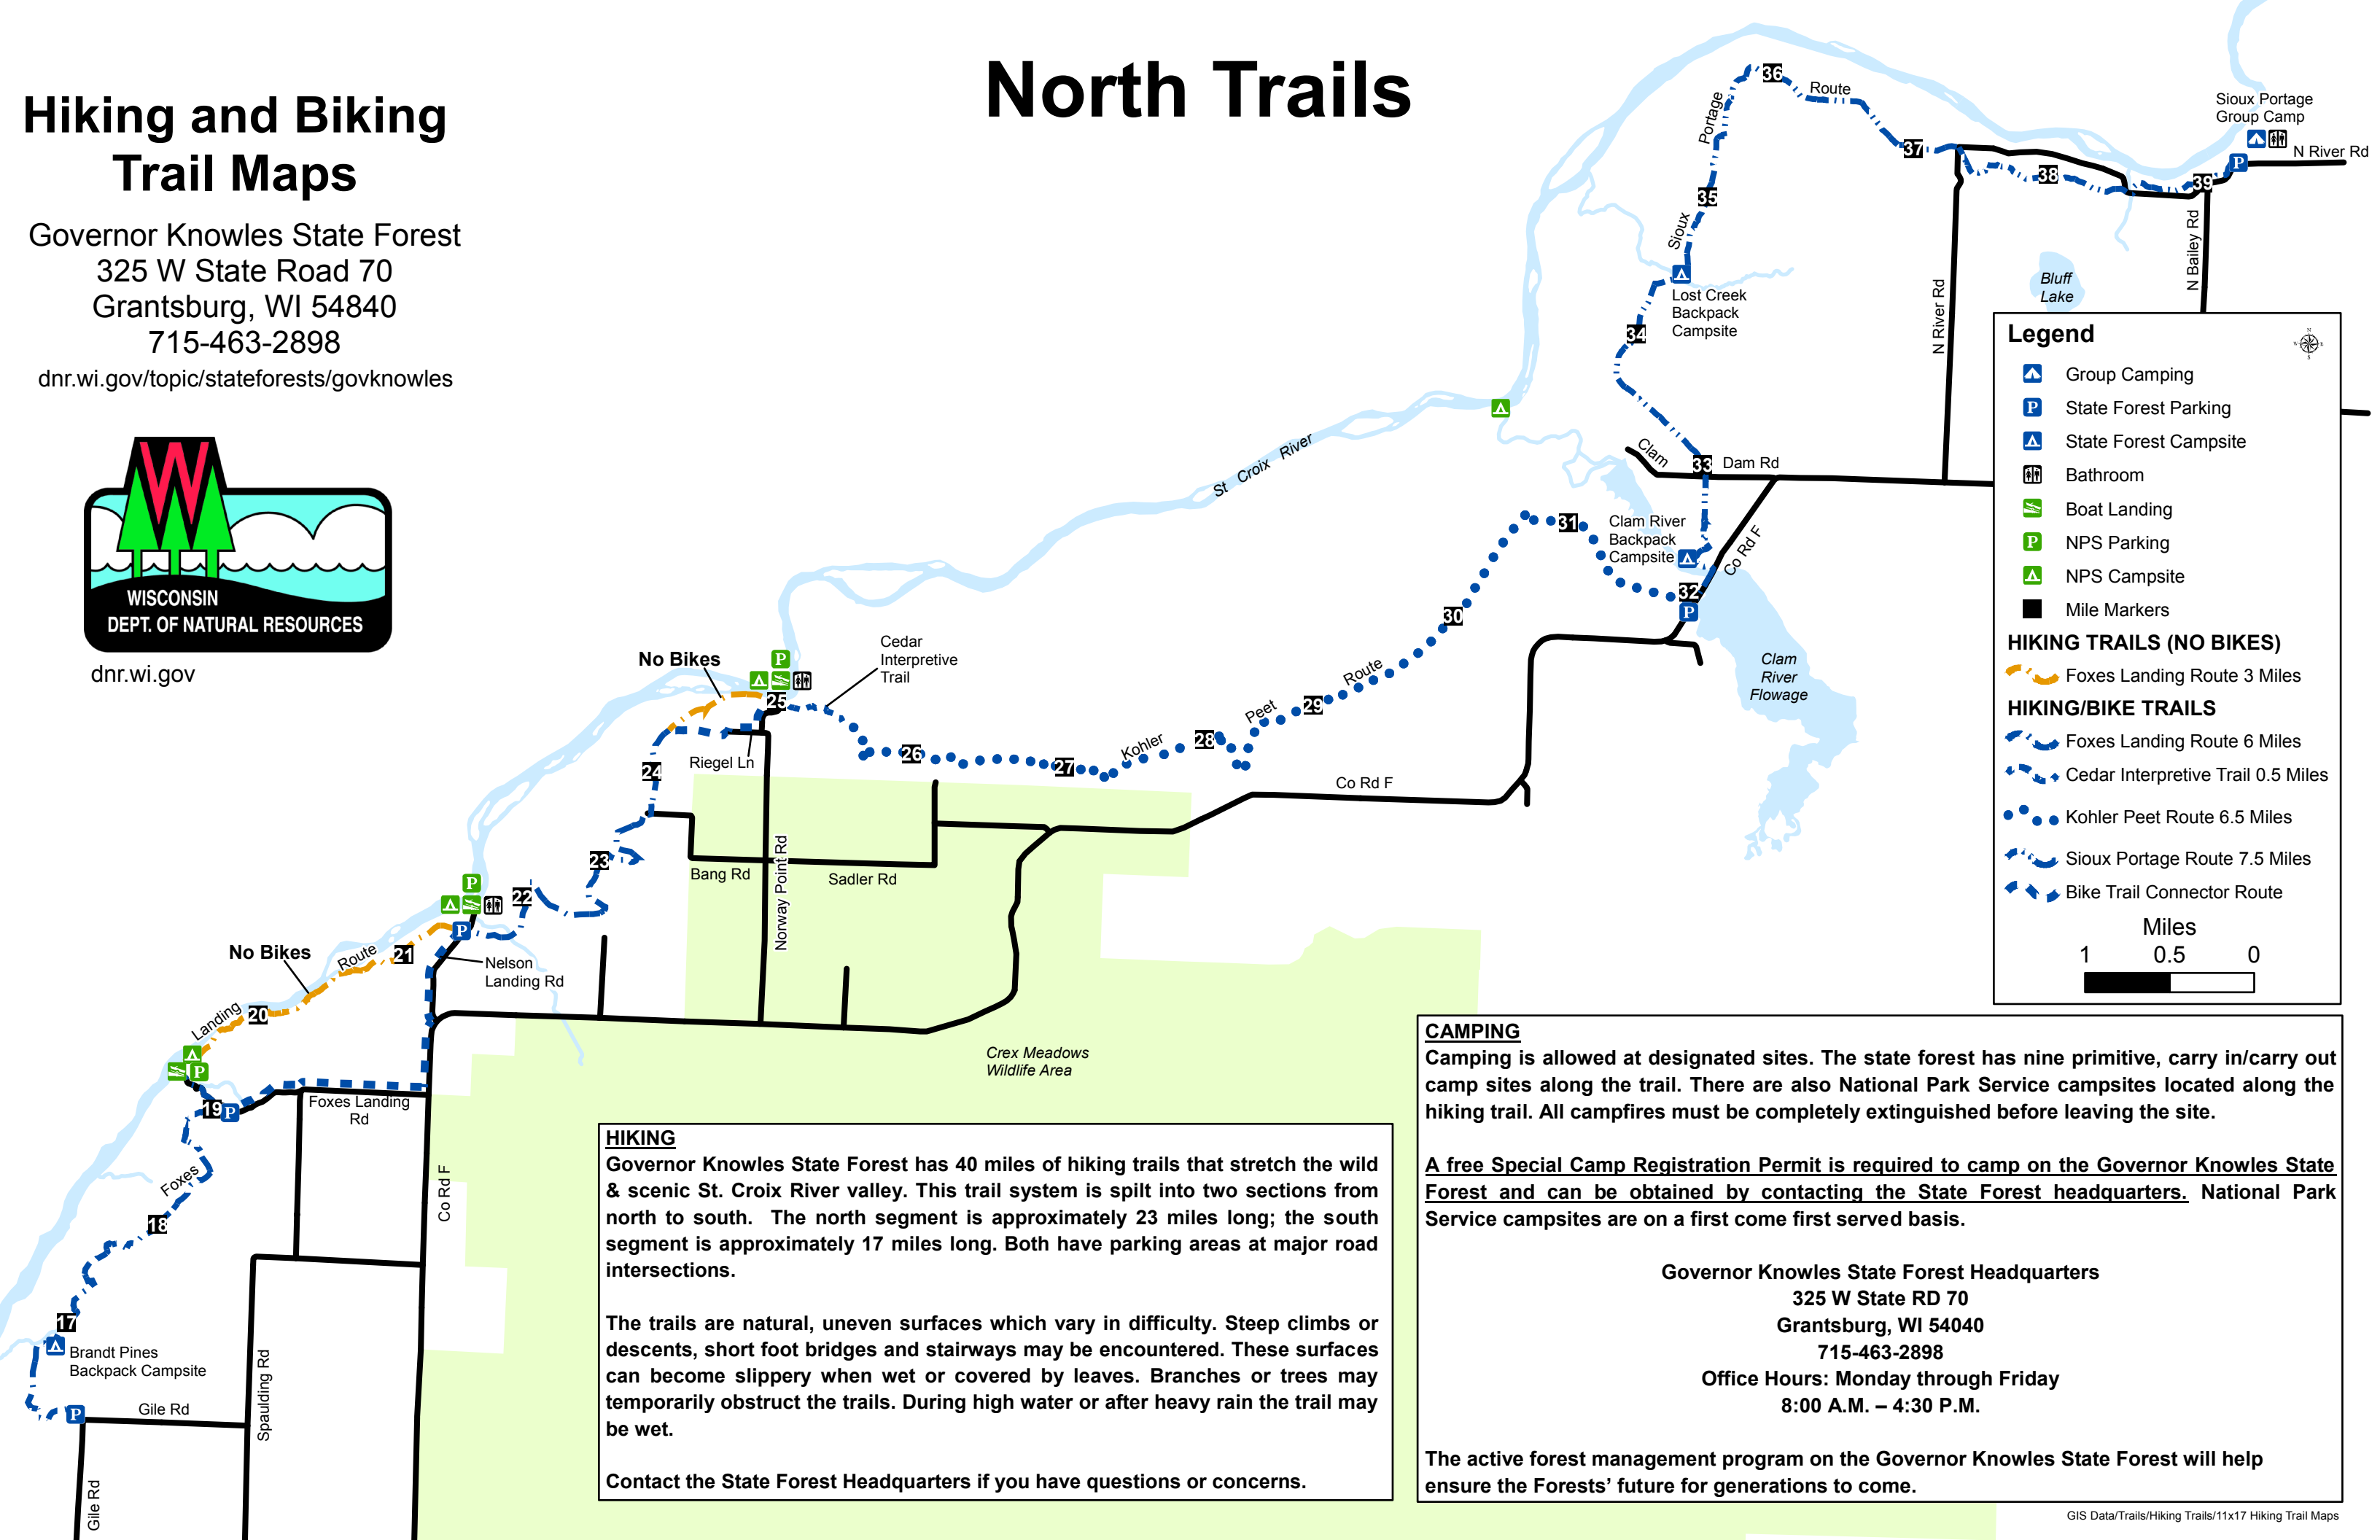 North Trails
Hiking and Biking
Trail Maps
Governor Knowles State Forest
325 W State Road 70
Grantsburg, WI 54840
715-463-2898
dnr.wi.gov/topic/stateforests/govknowles
WISCONSIN
DEPT. OF NATURAL RESOURCES
dnr.wi.gov
36
Route
Portage
37
Sioux Portage
Group Camp
P
N River Rd
38
39
35
Sioux
N Bailey Rd
Lost Creek
Backpack
Campsite
34
N River Rd
Bluff
Lake
St Croix River
Clam
33
Dam Rd
31
Clam River
Backpack
Campsite
Co Rd F
32
P
30
Clam
River
Flowage
No Bikes
P
25
Cedar
Interpretive
Trail
Route
29
Peet
28
Kohler
27
26
Riegel Ln
24
Co Rd F
23
Bang Rd
Sadler Rd
Norway Point Rd
P
22
P
No Bikes
Route
21
Nelson
Landing Rd
Landing
20
P
19
P
Foxes Landing
Rd
Crex Meadows
Wildlife Area
Foxes
18
Co Rd F
17
Brandt Pines
Backpack Campsite
P
Gile Rd
Spaulding Rd
Gile Rd
Legend
N
W E
S
Group Camping
P State Forest Parking
State Forest Campsite
Bathroom
Boat Landing
P NPS Parking
NPS Campsite
Mile Markers
HIKING TRAILS (NO BIKES)
Foxes Landing Route 3 Miles
HIKING/BIKE TRAILS
Foxes Landing Route 6 Miles
Cedar Interpretive Trail 0.5 Miles
Kohler Peet Route 6.5 Miles
Sioux Portage Route 7.5 Miles
Bike Trail Connector Route
Miles
1 0.5 0
HIKING
Governor Knowles State Forest has 40 miles of hiking trails that stretch the wild
& scenic St. Croix River valley. This trail system is spilt into two sections from
north to south. The north segment is approximately 23 miles long; the south
segment is approximately 17 miles long. Both have parking areas at major road
intersections.
The trails are natural, uneven surfaces which vary in difficulty. Steep climbs or
descents, short foot bridges and stairways may be encountered. These surfaces
can become slippery when wet or covered by leaves. Branches or trees may
temporarily obstruct the trails. During high water or after heavy rain the trail may
be wet.
Contact the State Forest Headquarters if you have questions or concerns.
CAMPING
Camping is allowed at designated sites. The state forest has nine primitive, carry in/carry out
camp sites along the trail. There are also National Park Service campsites located along the
hiking trail. All campfires must be completely extinguished before leaving the site.
A free Special Camp Registration Permit is required to camp on the Governor Knowles State
Forest and can be obtained by contacting the State Forest headquarters. National Park
Service campsites are on a first come first served basis.
Governor Knowles State Forest Headquarters
325 W State RD 70
Grantsburg, WI 54040
715-463-2898
Office Hours: Monday through Friday
8:00 A.M. – 4:30 P.M.
The active forest management program on the Governor Knowles State Forest will help
ensure the Forests’ future for generations to come.
GIS Data/Trails/Hiking Trails/11x17 Hiking Trail Maps